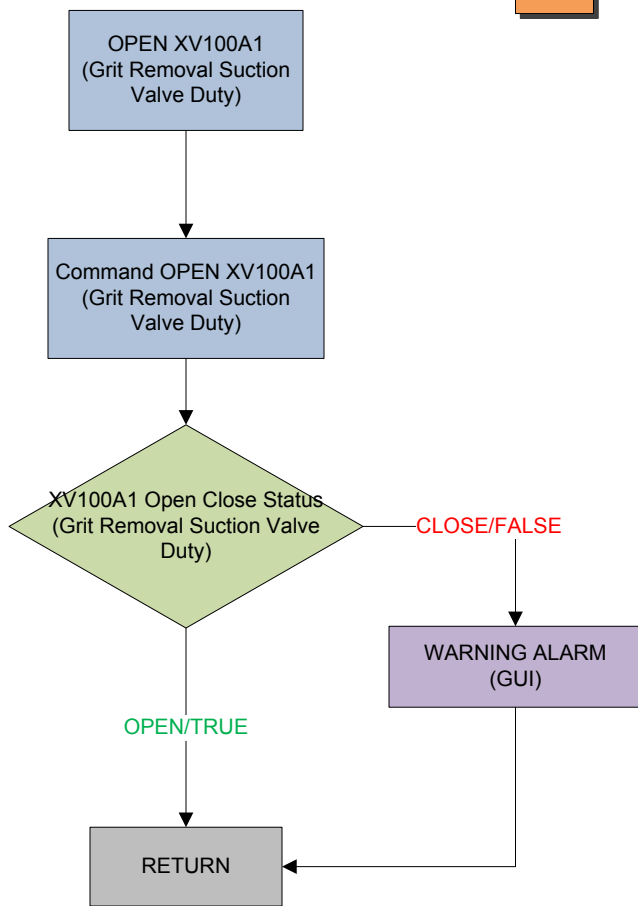 OPEN XV100A1
(Grit Removal Suction
Valve Duty)
Command OPEN XV100A1
(Grit Removal Suction
Valve Duty)
XV100A1 Open Close Status
(Grit Removal Suction Valve
Duty)
CLOSE/FALSE
WARNING ALARM
(GUI)
OPEN/TRUE
RETURN